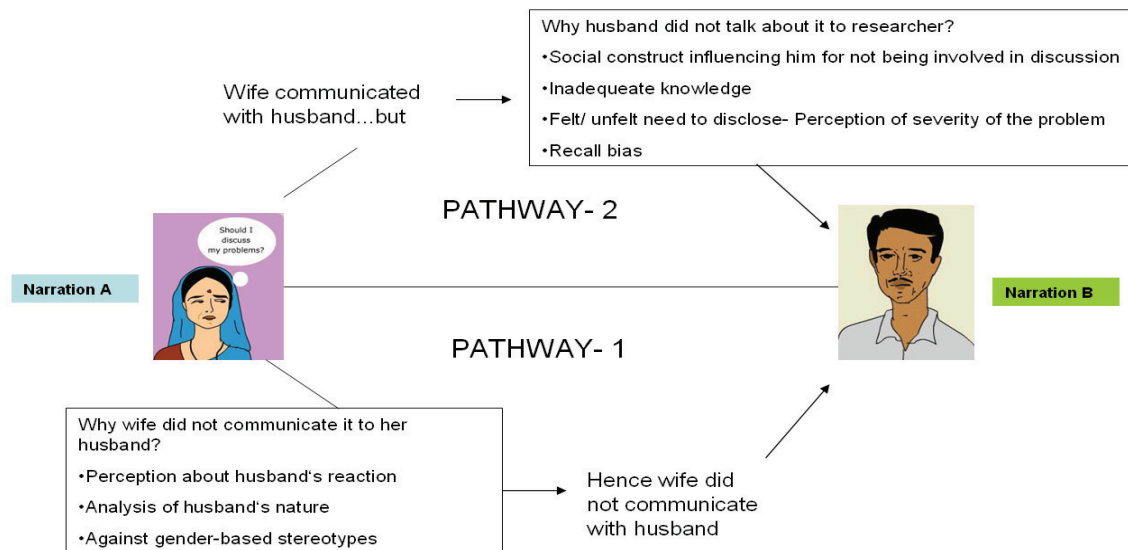 Why husband did not talk about it to researcher?
•Social construct influencing him for not being involved in discussion
•Inadequeate knowledge
•Felt/ unfelt need to disclose- Perception of severity of the problem
•Recall bias
Wife communicated
with husband...but
PATHWAY- 2
Should I
discuss
my problems?
Narration A
Narration B
PATHWAY- 1
Why wife did not communicate it to her
husband?
•Perception about husband‘s reaction
•Analysis of husband‘s nature
•Against gender-based stereotypes
Hence wife did
not communicate
with husband